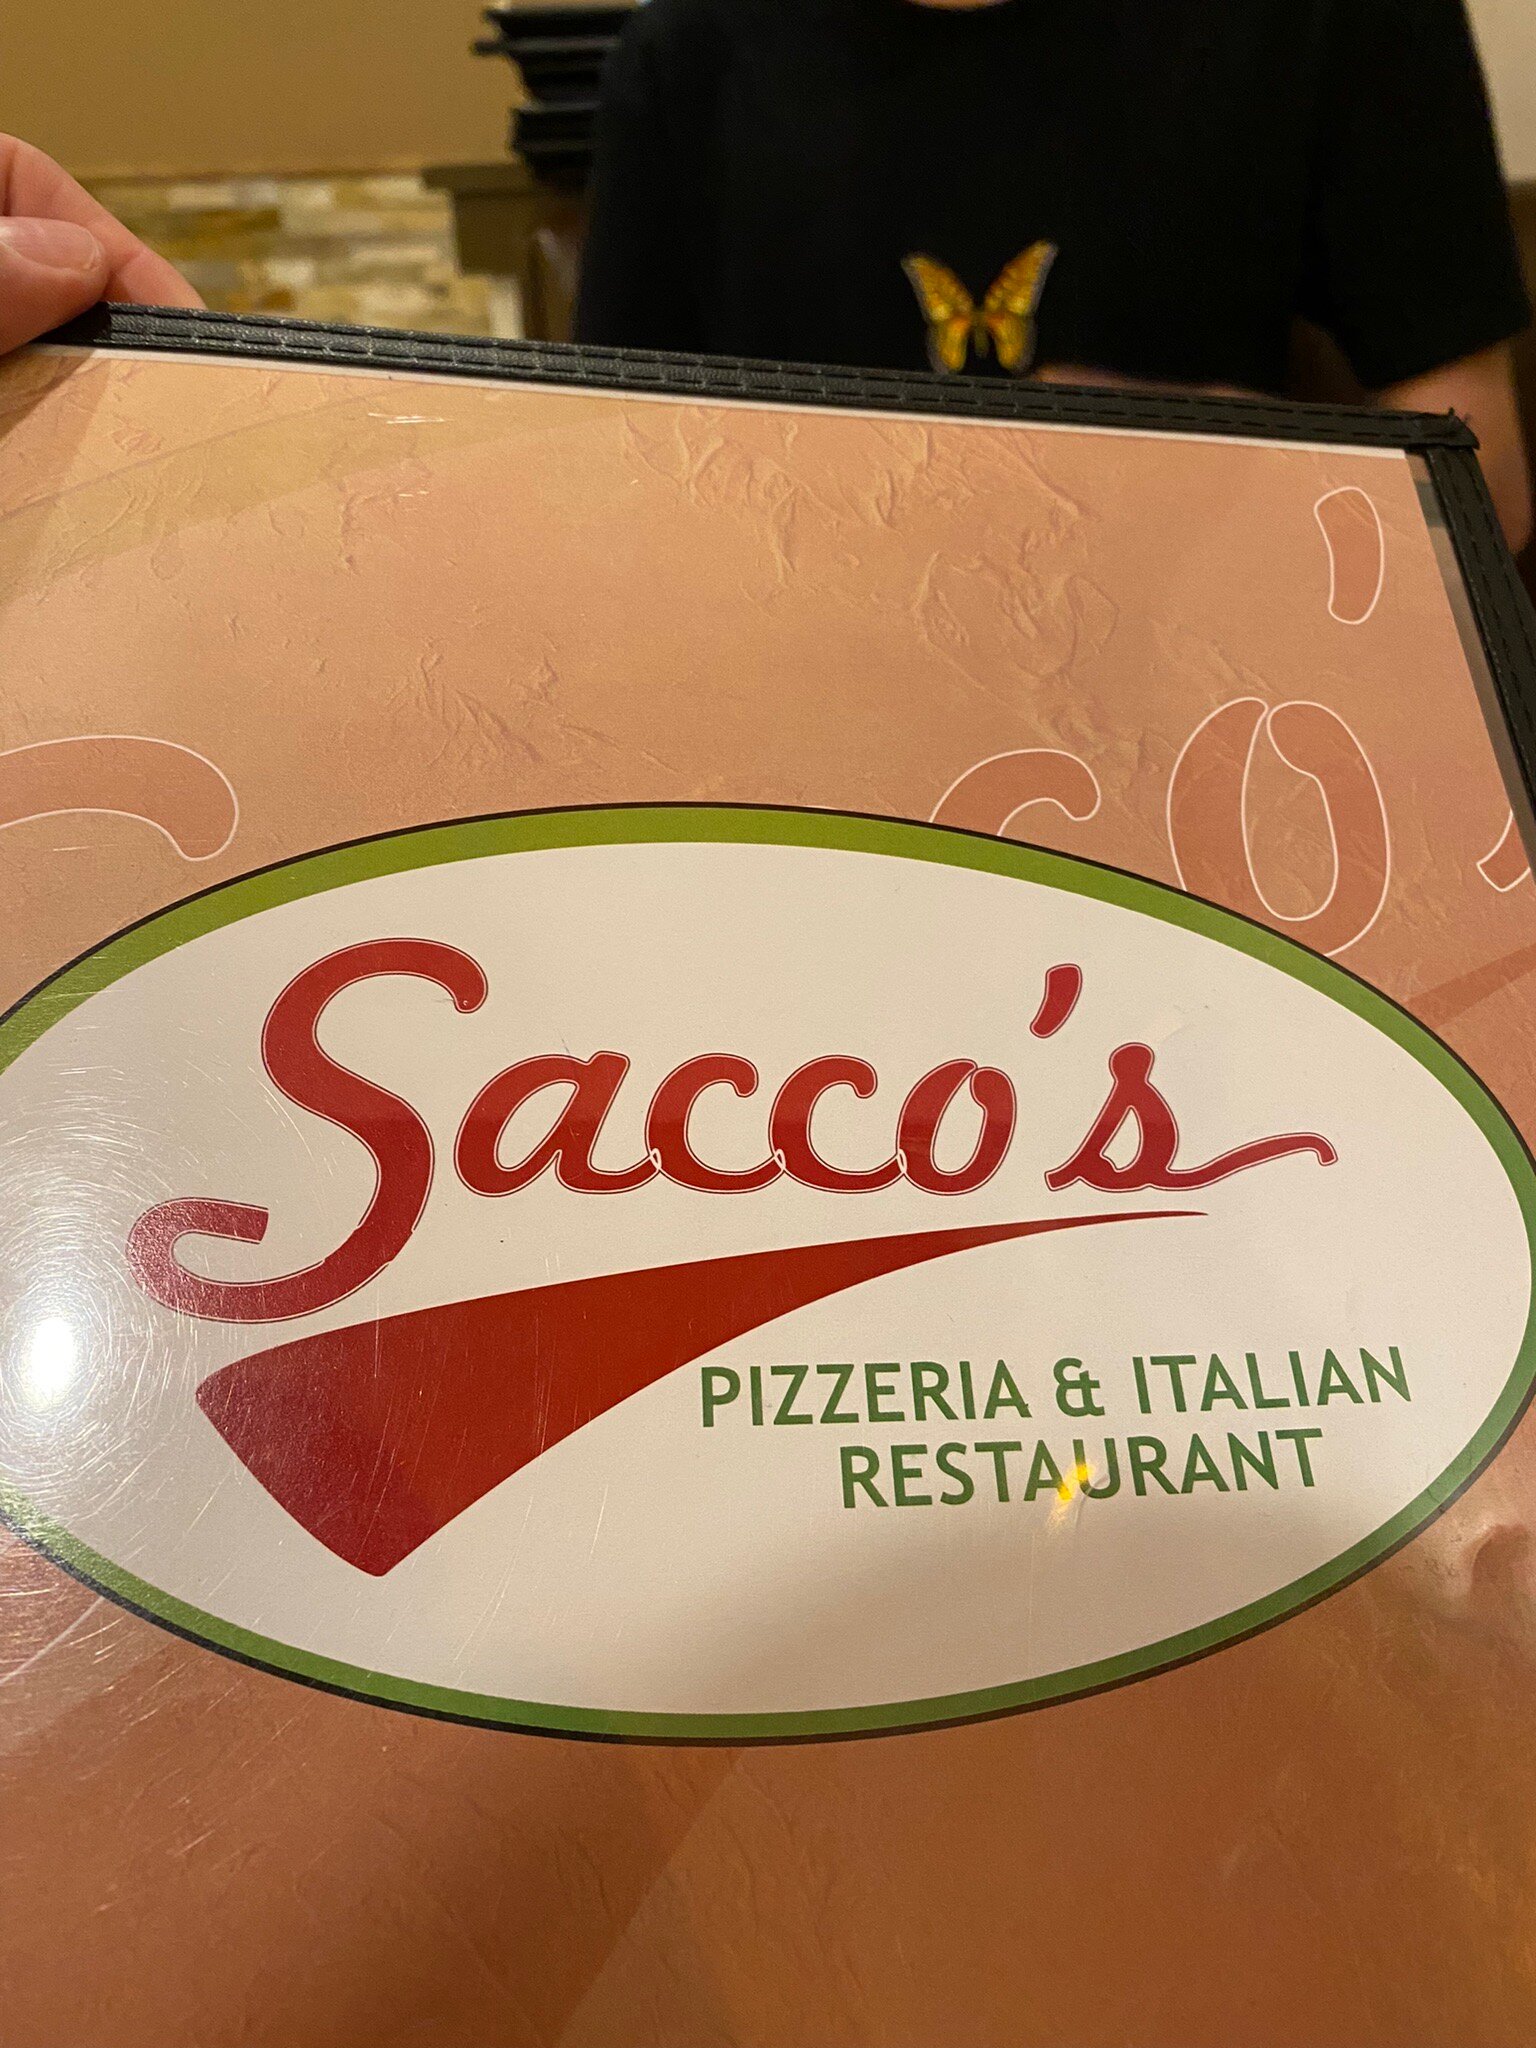 Sacco's
PIZZERIA & ITALIAN
RESTAURANT